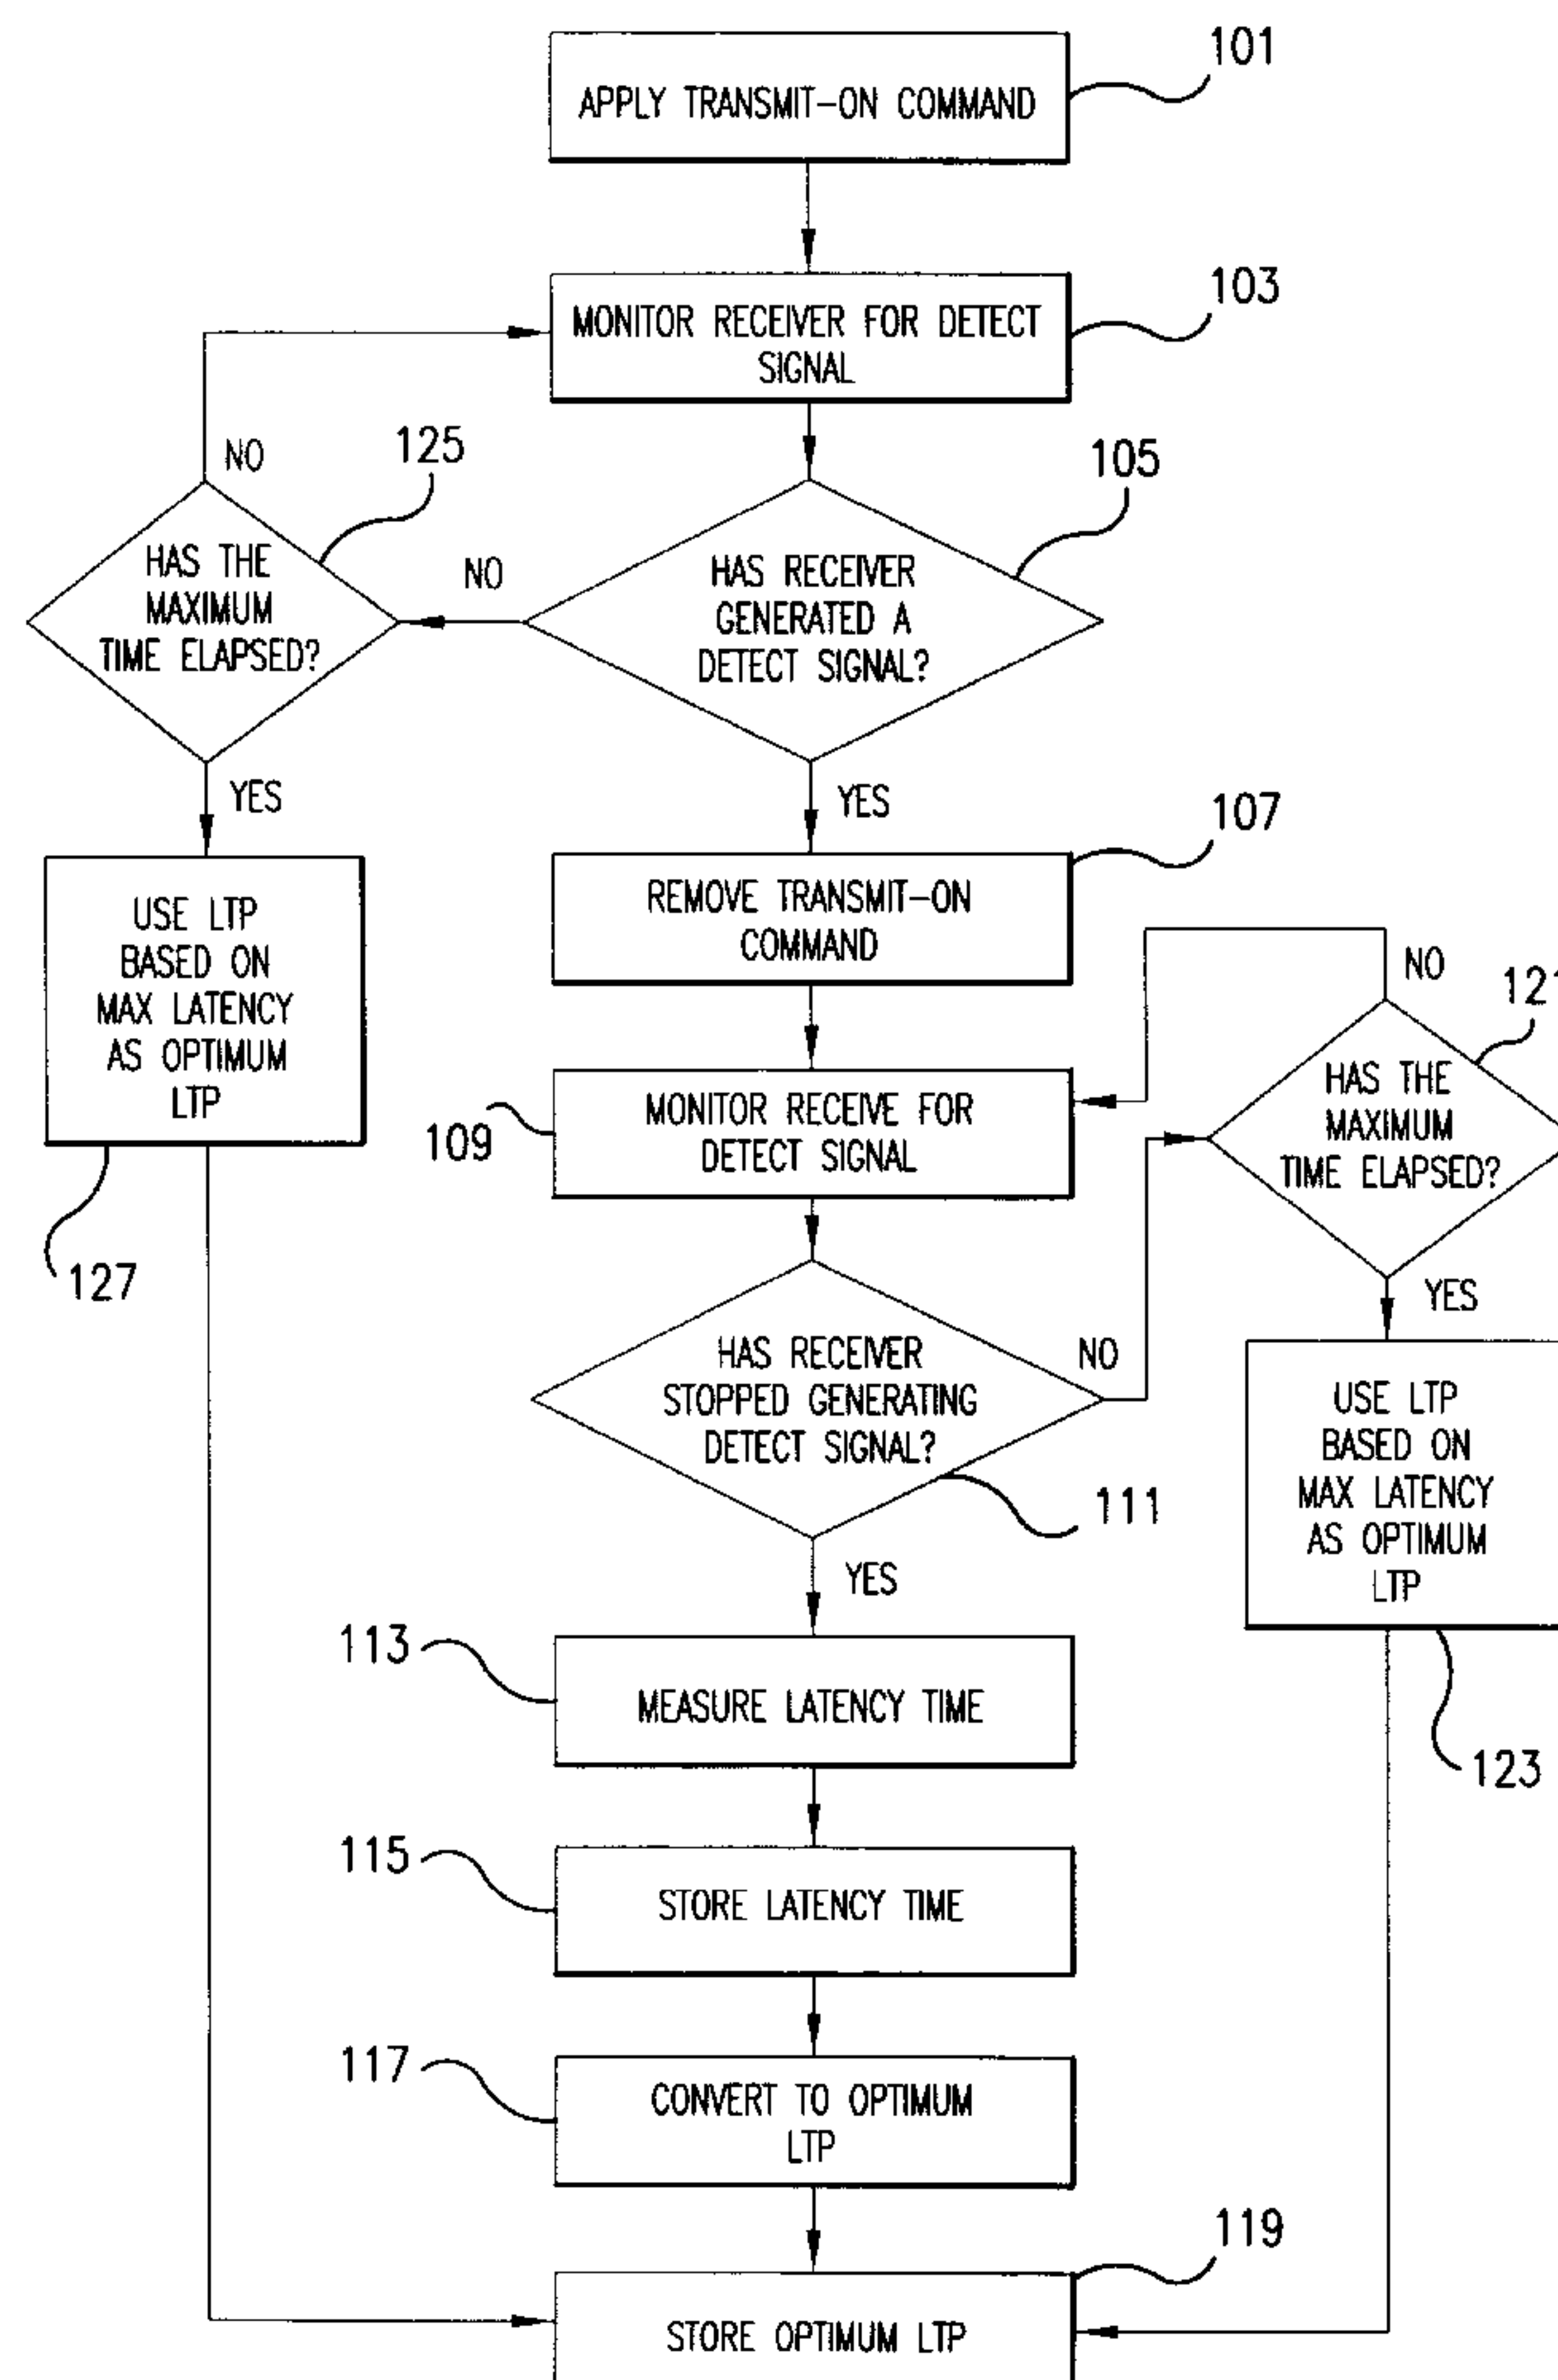 101
APPLY TRANSMIT-ON COMMAND
103
MONITOR RECEIVER FOR DETECT
SIGNAL
NO
125
105
HAS THE
MAXIMUM
TIME ELAPSED?
NO
HAS RECEIVER
GENERATED A
DETECT SIGNAL?
YES
YES
107
USE LTP
BASED ON
MAX LATENCY
AS OPTIMUM
LTP
REMOVE TRANSMIT-ON
COMMAND
NO
121
109
MONITOR RECEIVE FOR
DETECT SIGNAL
HAS THE
MAXIMUM
TIME ELAPSED?
127
YES
HAS RECEIVER
STOPPED GENERATING
DETECT SIGNAL?
NO
111
USE LTP
BASED ON
MAX LATENCY
AS OPTIMUM
LTP
YES
113
MEASURE LATENCY TIME
123
115
STORE LATENCY TIME
117
CONVERT TO OPTIMUM
LTP
119
STORE OPTIMUM LTP